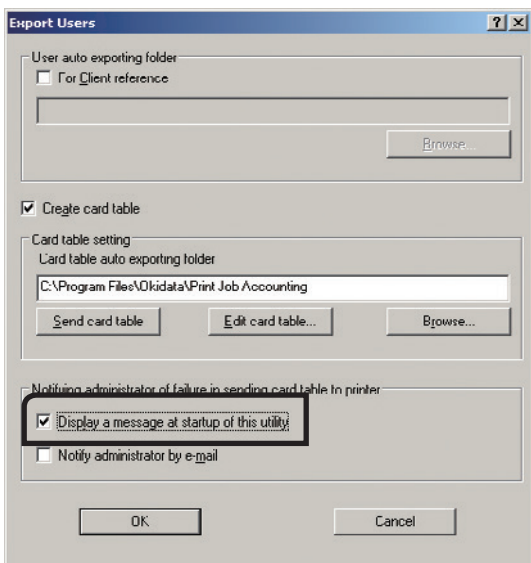 Export Users
User auto exporting folder
For Client reference
Browse...
Create card table
Card table setting
Card table auto exporting folder
C:\Program Files\Okidata\Print Job Accounting
Send card table Edit card table... Browse...
Notifying administrator of failure in sending card table to printer
Display a message at startup of this utility
Notify administrator by e-mail
OK Cancel